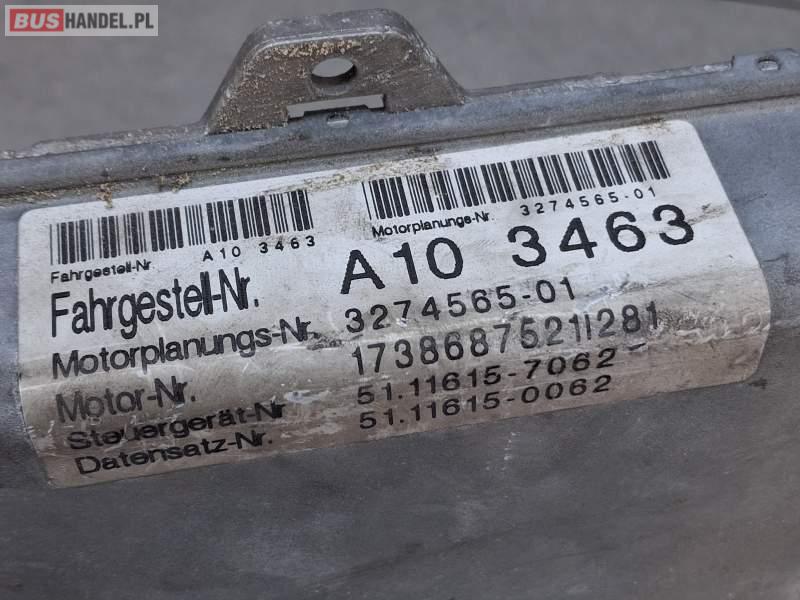 BUSHANDEL.PL
Fahrgestell-Nr. A10 3463
Motorplanungs-Nr. 3274565-01
Fahrgestell-Nr. A10 3463
Motorplanungs-Nr. 3274565-01
Motor-Nr. 1738687521I281
Steuergerät-Nr 51.11615-7062
Datensatz-Nr. 51.11615-0062